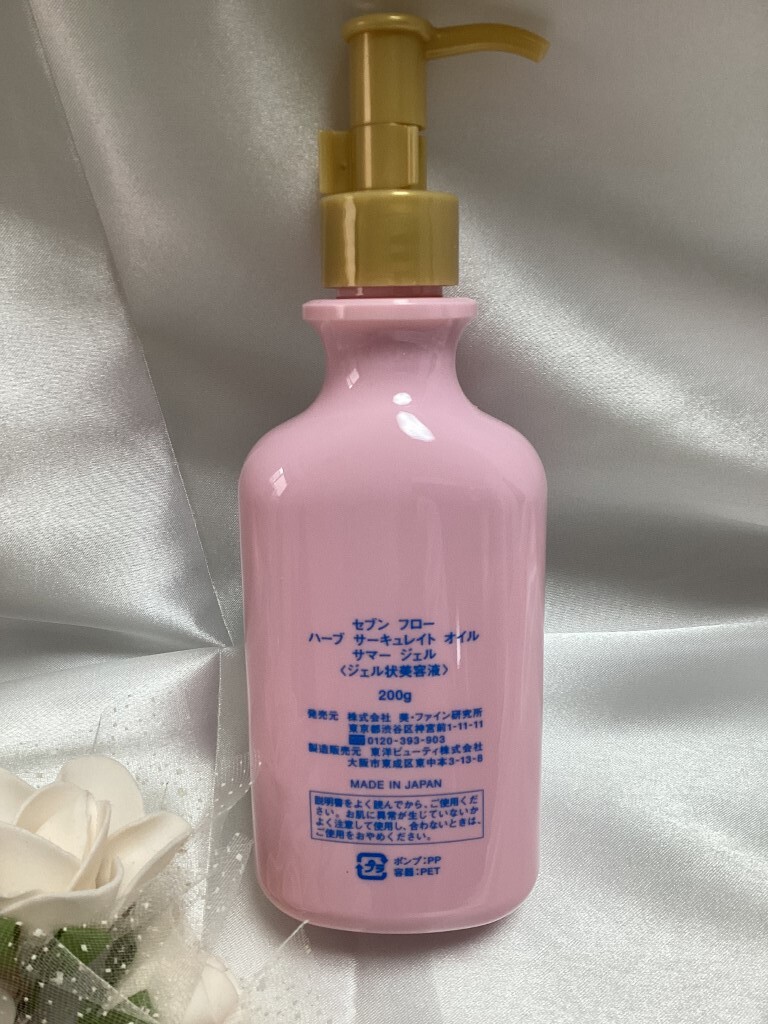 セブン フロー
ハーブ サーキュレイト オイル
サマー ジェル
〈ジェル状美容液〉
200g
発売元 株式会社 美・ファイン研究所
東京都渋谷区神宮前1-11-11
0120-393-903
製造販売元 東洋ビューティ株式会社
大阪市東成区東中本3-13-8
MADE IN JAPAN
説明書をよく読んでから、ご使用くだ
さい。お肌に異常が生じていないか
よく注意して使用し、合わないときは、
ご使用をおやめください。
プラ ポンプ:PP
容器:PET